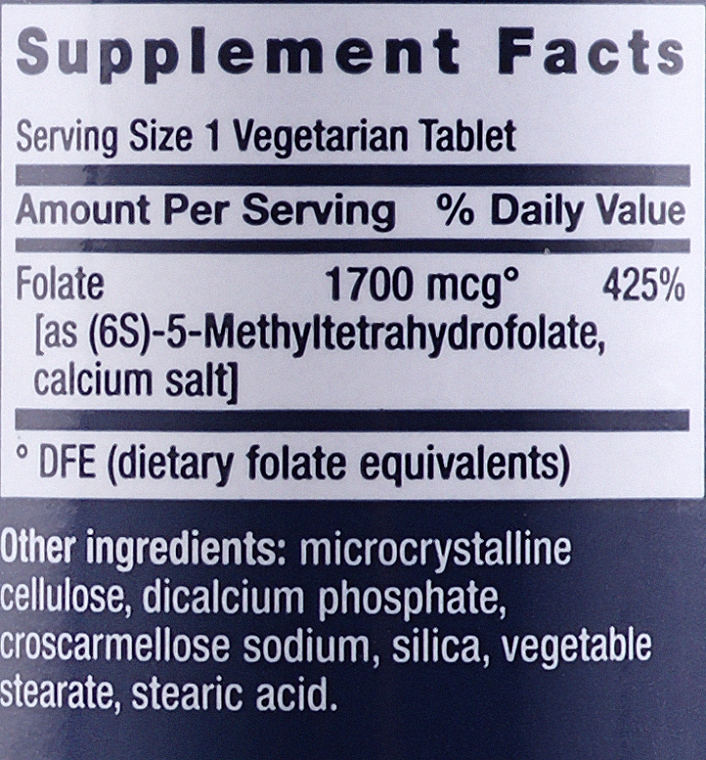 Supplement Facts
Serving Size 1 Vegetarian Tablet
Amount Per Serving % Daily Value
Folate 1700 mcg° 425%
[as (6S)-5-Methyltetrahydrofolate,
calcium salt]
° DFE (dietary folate equivalents)
Other ingredients: microcrystalline
cellulose, dicalcium phosphate,
croscarmellose sodium, silica, vegetable
stearate, stearic acid.